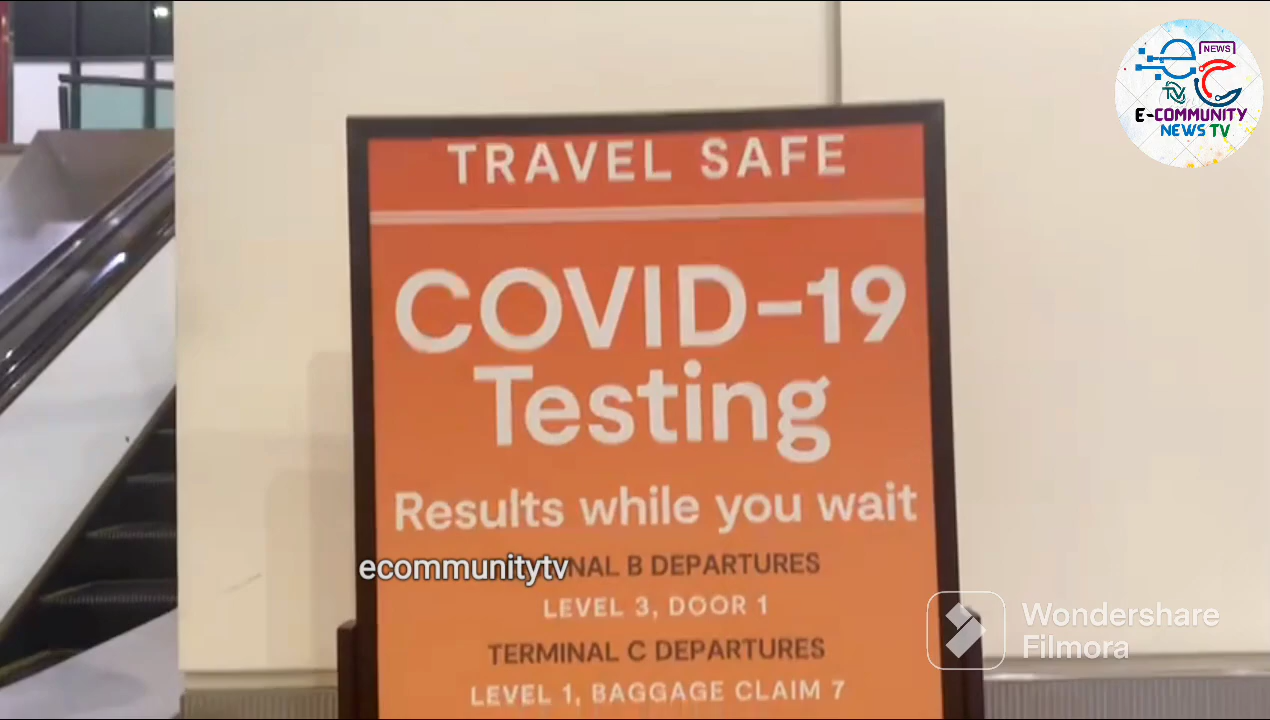 NEWS
TV
E-COMMUNITY
NEWS TV
TRAVEL SAFE
COVID-19
Testing
Results while you wait
ecommunitytv
B DEPARTURES
LEVEL 3, DOOR 1
TERMINAL C DEPARTURES
LEVEL 1, BAGGAGE CLAIM 7
Wondershare
Filmora